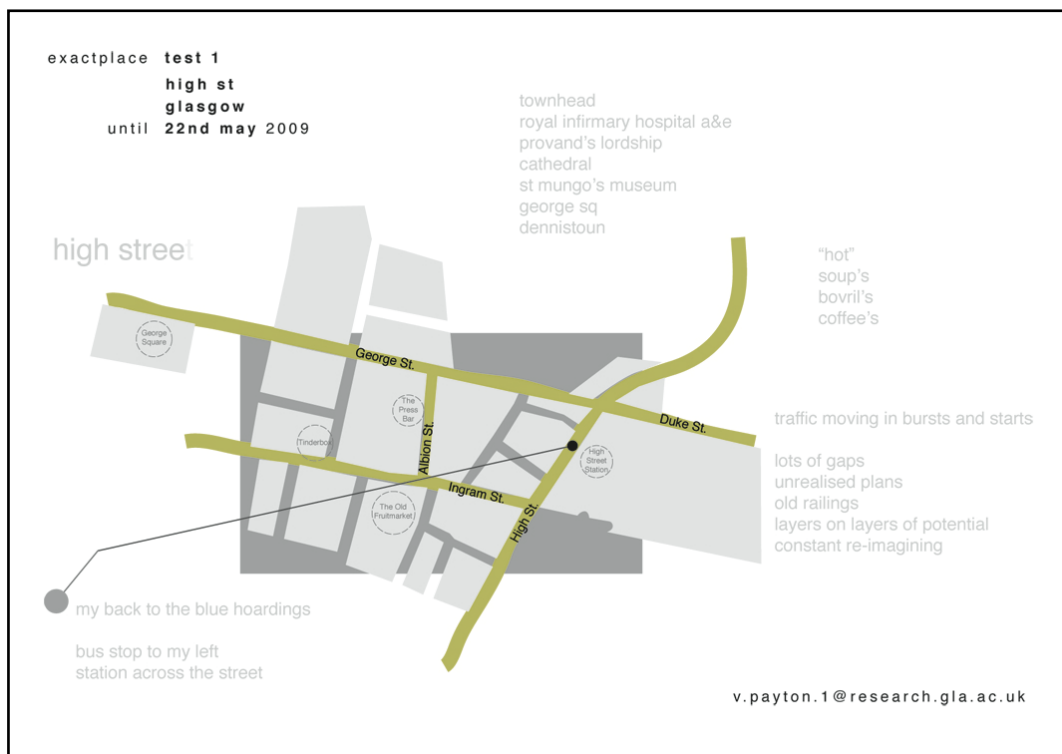 exactplace test 1
high st
glasgow
until 22nd may 2009
townhead
royal infirmary hospital a&e
provand's lordship
cathedral
st mungo's museum
george sq
dennistoun
high street
“hot”
soup's
bovril's
coffee's
George
Square
George St.
The
Press
Bar
Albion St.
Tinderbox
Duke St.
High
Street
Station
Ingram St.
The Old
Fruitmarket
High St.
traffic moving in bursts and starts
lots of gaps
unrealised plans
old railings
layers on layers of potential
constant re-imagining
my back to the blue hoardings
bus stop to my left
station across the street
v.payton.1@research.gla.ac.uk